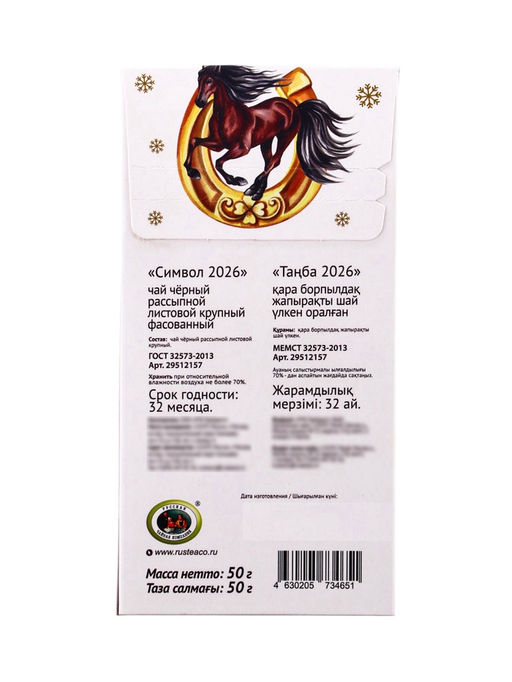 «Символ 2026»
чай чёрный
рассыпной
листовой крупный
фасованный
Состав: чай чёрный рассыпной листовой
крупный.
ГОСТ 32573-2013
Арт. 29512157
Хранить при относительной
влажности воздуха не более 70%.
Срок годности:
32 месяца.
«Таңба 2026»
қара борпылдақ
жапырақты шай
үлкен оралған
Құрамы: қара борпылдақ жапырақты
шай үлкен.
МЕМСТ 32573-2013
Арт. 29512157
Ауаның салыстырмалы ылғалдылығы
70% - дан аспайтын жағдайда сақтаңыз.
Жарамдылық
мерзімі: 32 ай.
Дата изготовления / Шығарылған күні:
РУССКАЯ
ЧАЙНАЯ КОМПАНИЯ
®
www.rusteaco.ru
Масса нетто: 50 г
Таза салмағы: 50 г
4 630205 734651